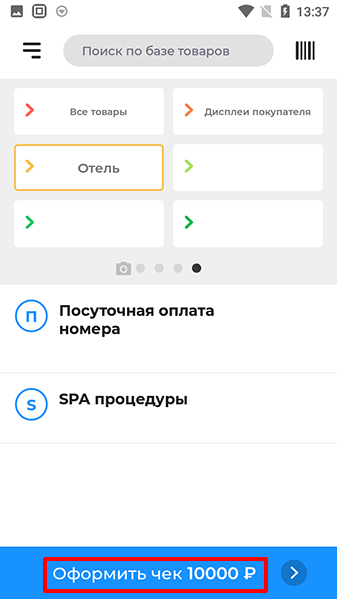 13:37
Поиск по базе товаров
Все товары
Дисплеи покупателя
Отель
П
Посуточная оплата
номера
S
SPA процедуры
Оформить чек 10000 ₽